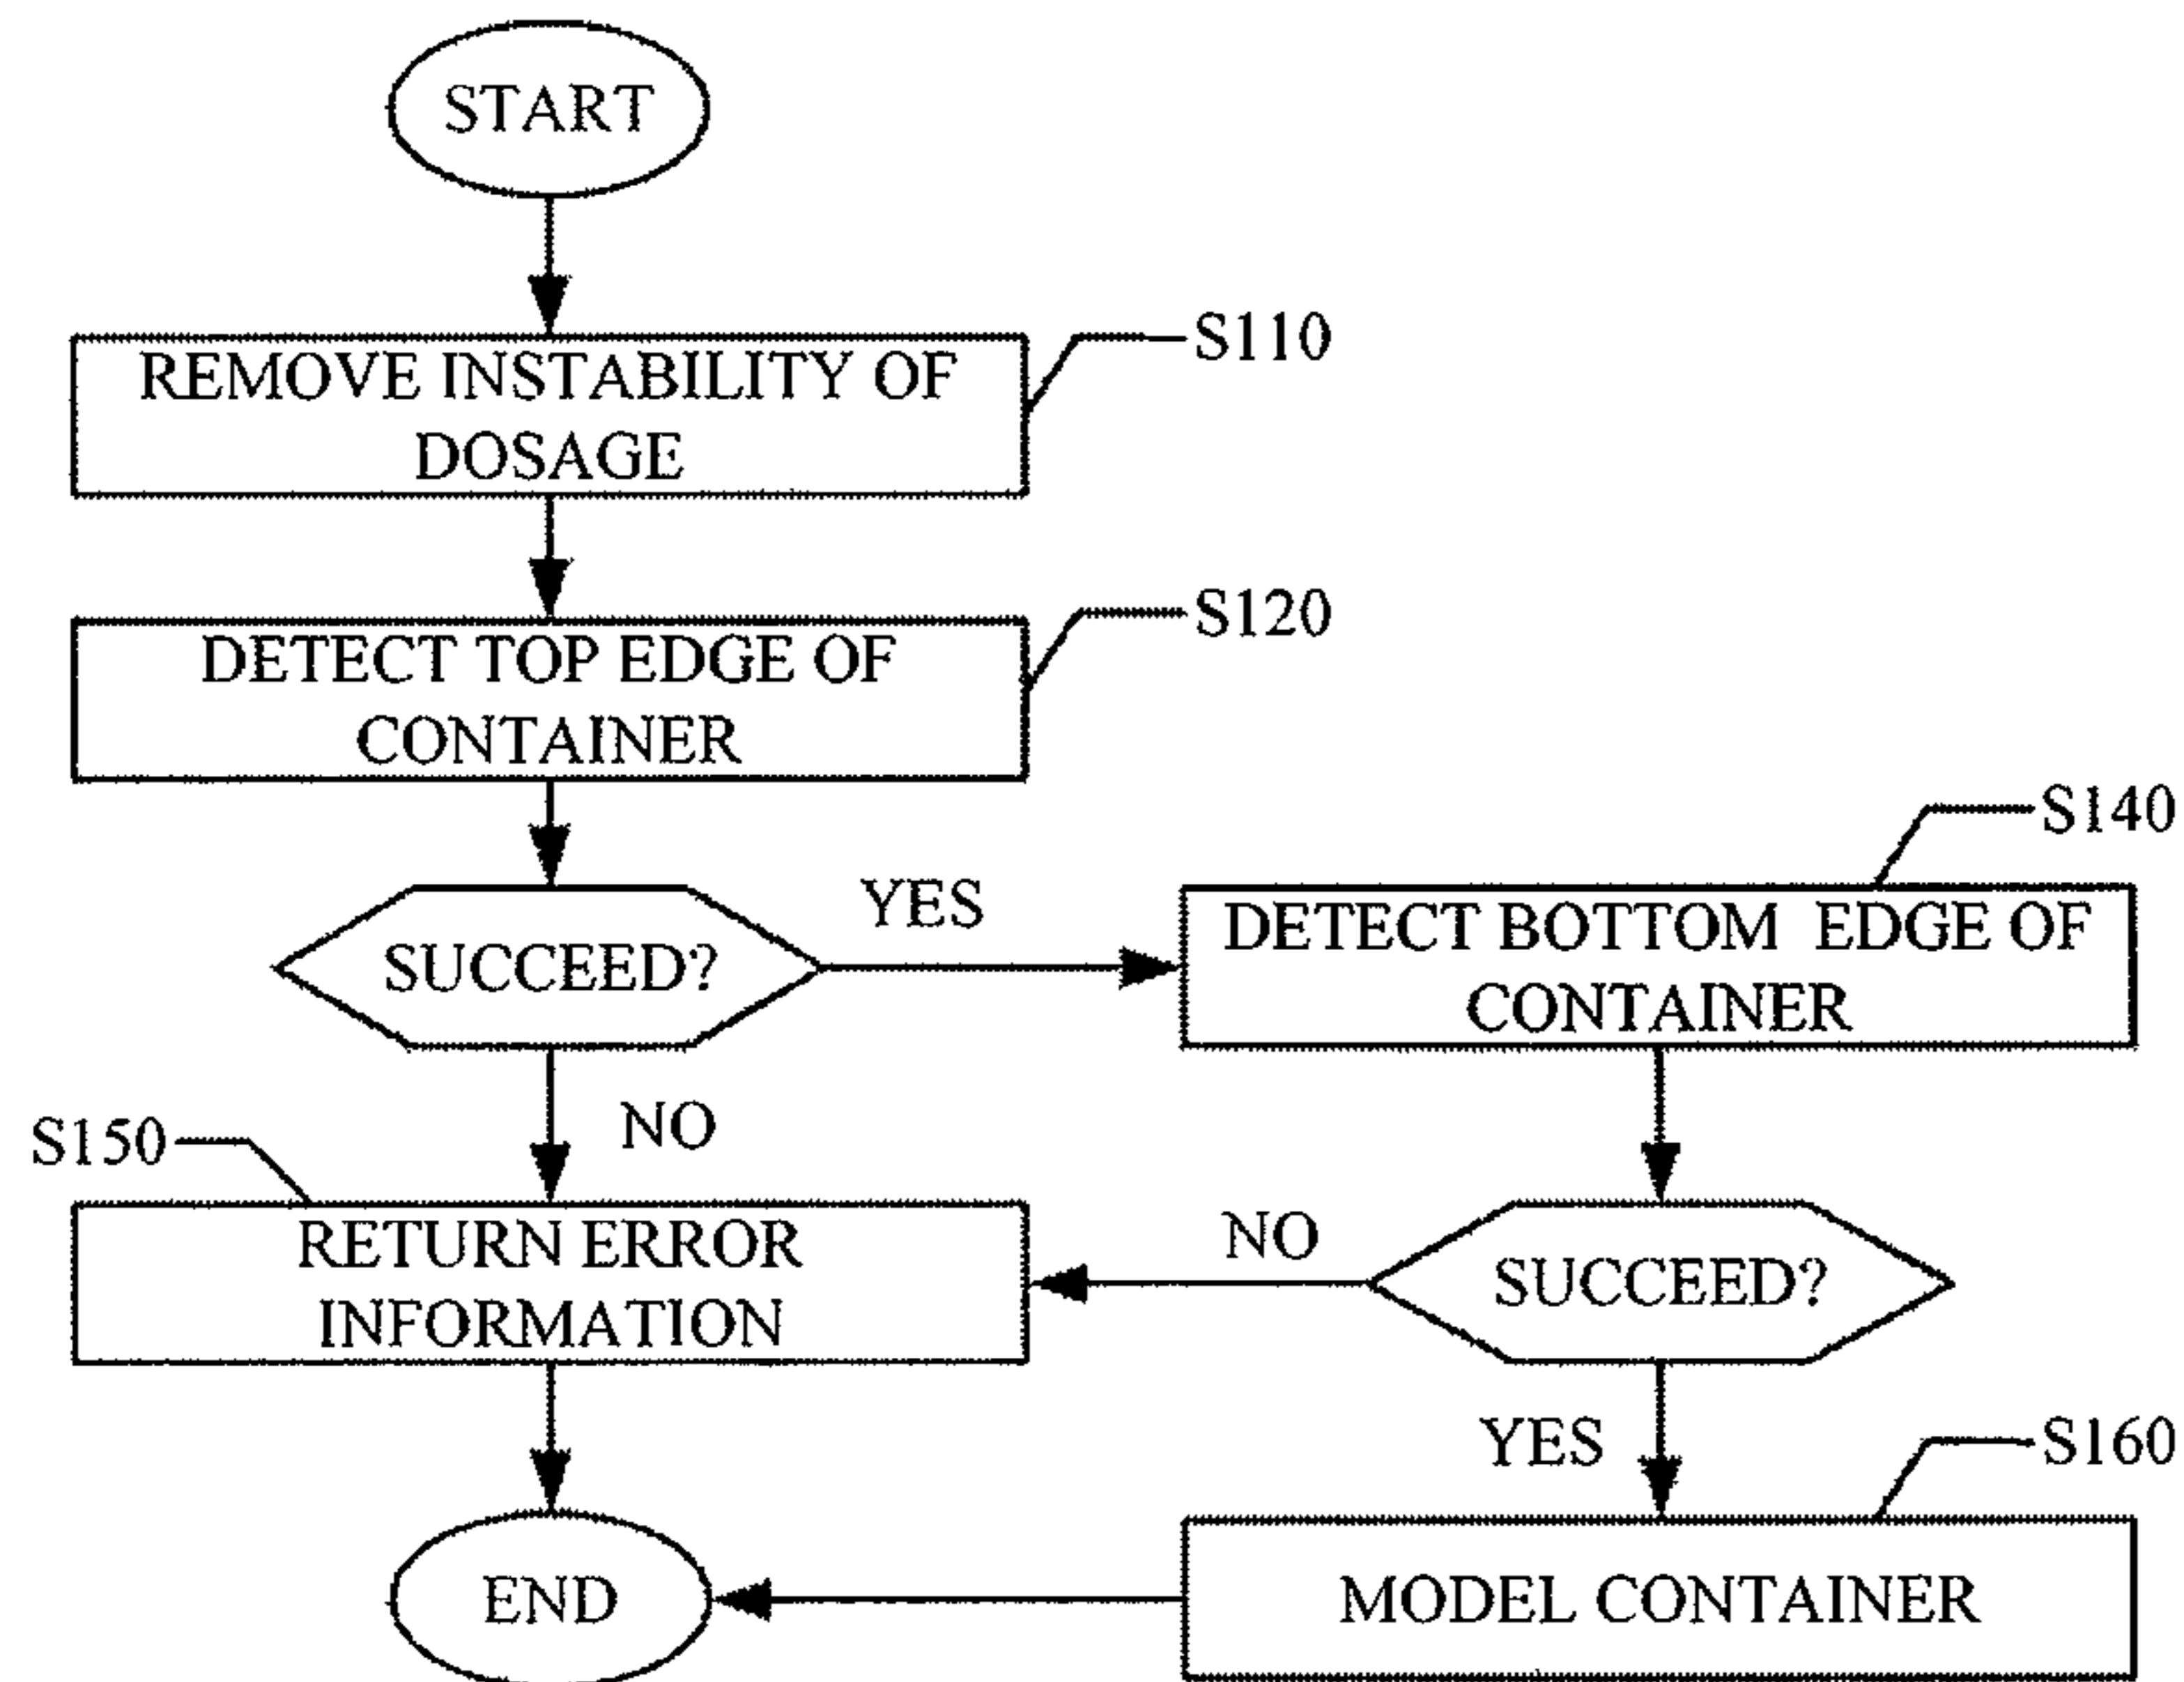 START
REMOVE INSTABILITY OF
DOSAGE
S110
DETECT TOP EDGE OF
CONTAINER
S120
SUCCEED?
YES
DETECT BOTTOM EDGE OF
CONTAINER
S140
NO
S150
RETURN ERROR
INFORMATION
NO
SUCCEED?
YES
S160
MODEL CONTAINER
END